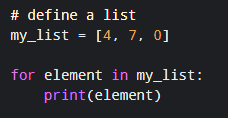 # define a list
my_list = [4, 7, 0]
for element in my_list:
    print(element)